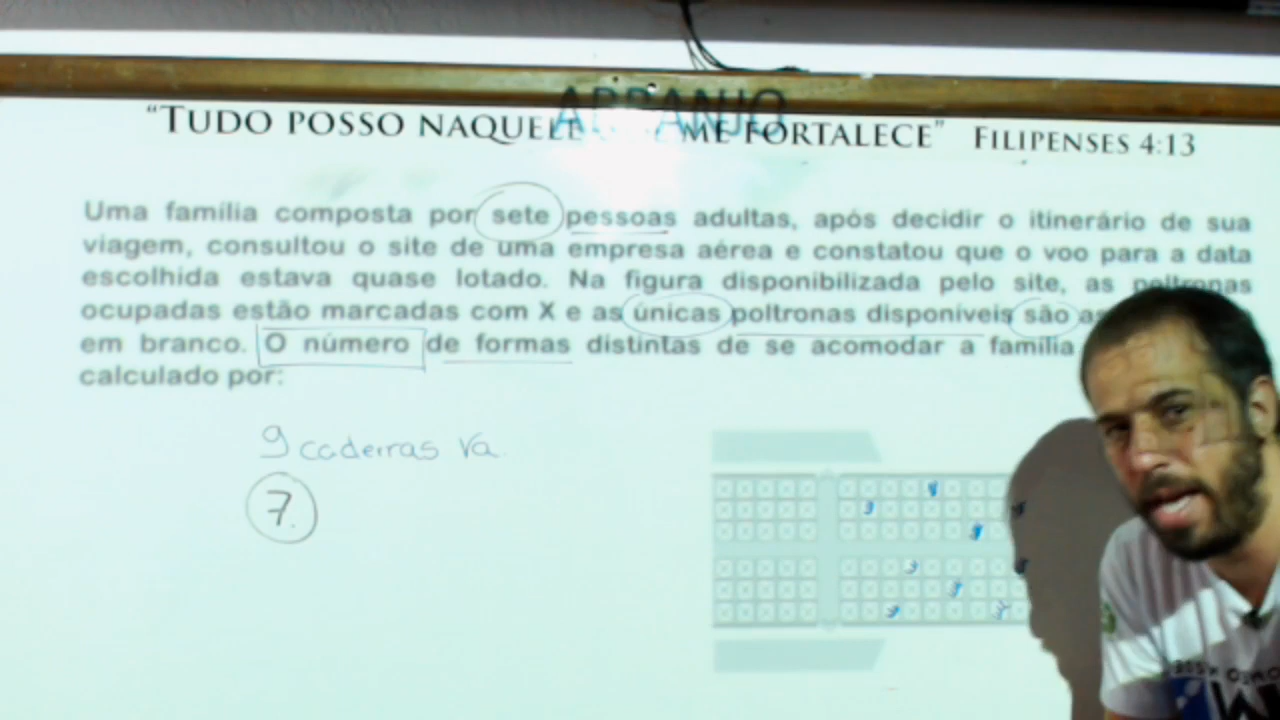 ARRANJO
“TUDO POSSO NAQUELE ME FORTALECE” FILIPENSES 4:13
Uma família composta por sete pessoas adultas, após decidir o itinerário de sua
viagem, consultou o site de uma empresa aérea e constatou que o voo para a data
escolhida estava quase lotado. Na figura disponibilizada pelo site, as poltronas
ocupadas estão marcadas com X e as únicas poltronas disponíveis são as
em branco. O número de formas distintas de se acomodar a família
calculado por:
9 cadeiras va
7.